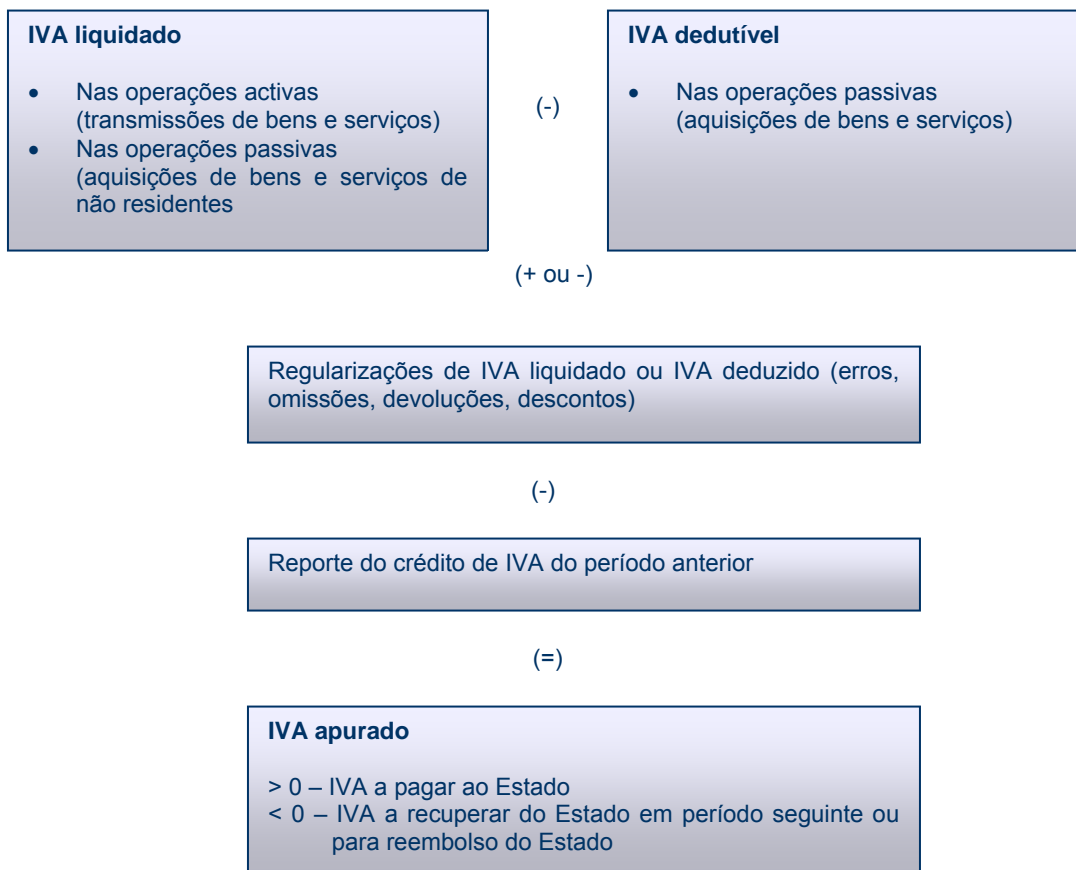 IVA liquidado
• Nas operações activas
(transmissões de bens e serviços)
• Nas operações passivas
(aquisições de bens e serviços de
não residentes
(-)
IVA dedutível
• Nas operações passivas
(aquisições de bens e serviços)
(+ ou -)
Regularizações de IVA liquidado ou IVA deduzido (erros,
omissões, devoluções, descontos)
(-)
Reporte do crédito de IVA do período anterior
(=)
IVA apurado
> 0 – IVA a pagar ao Estado
< 0 – IVA a recuperar do Estado em período seguinte ou
para reembolso do Estado